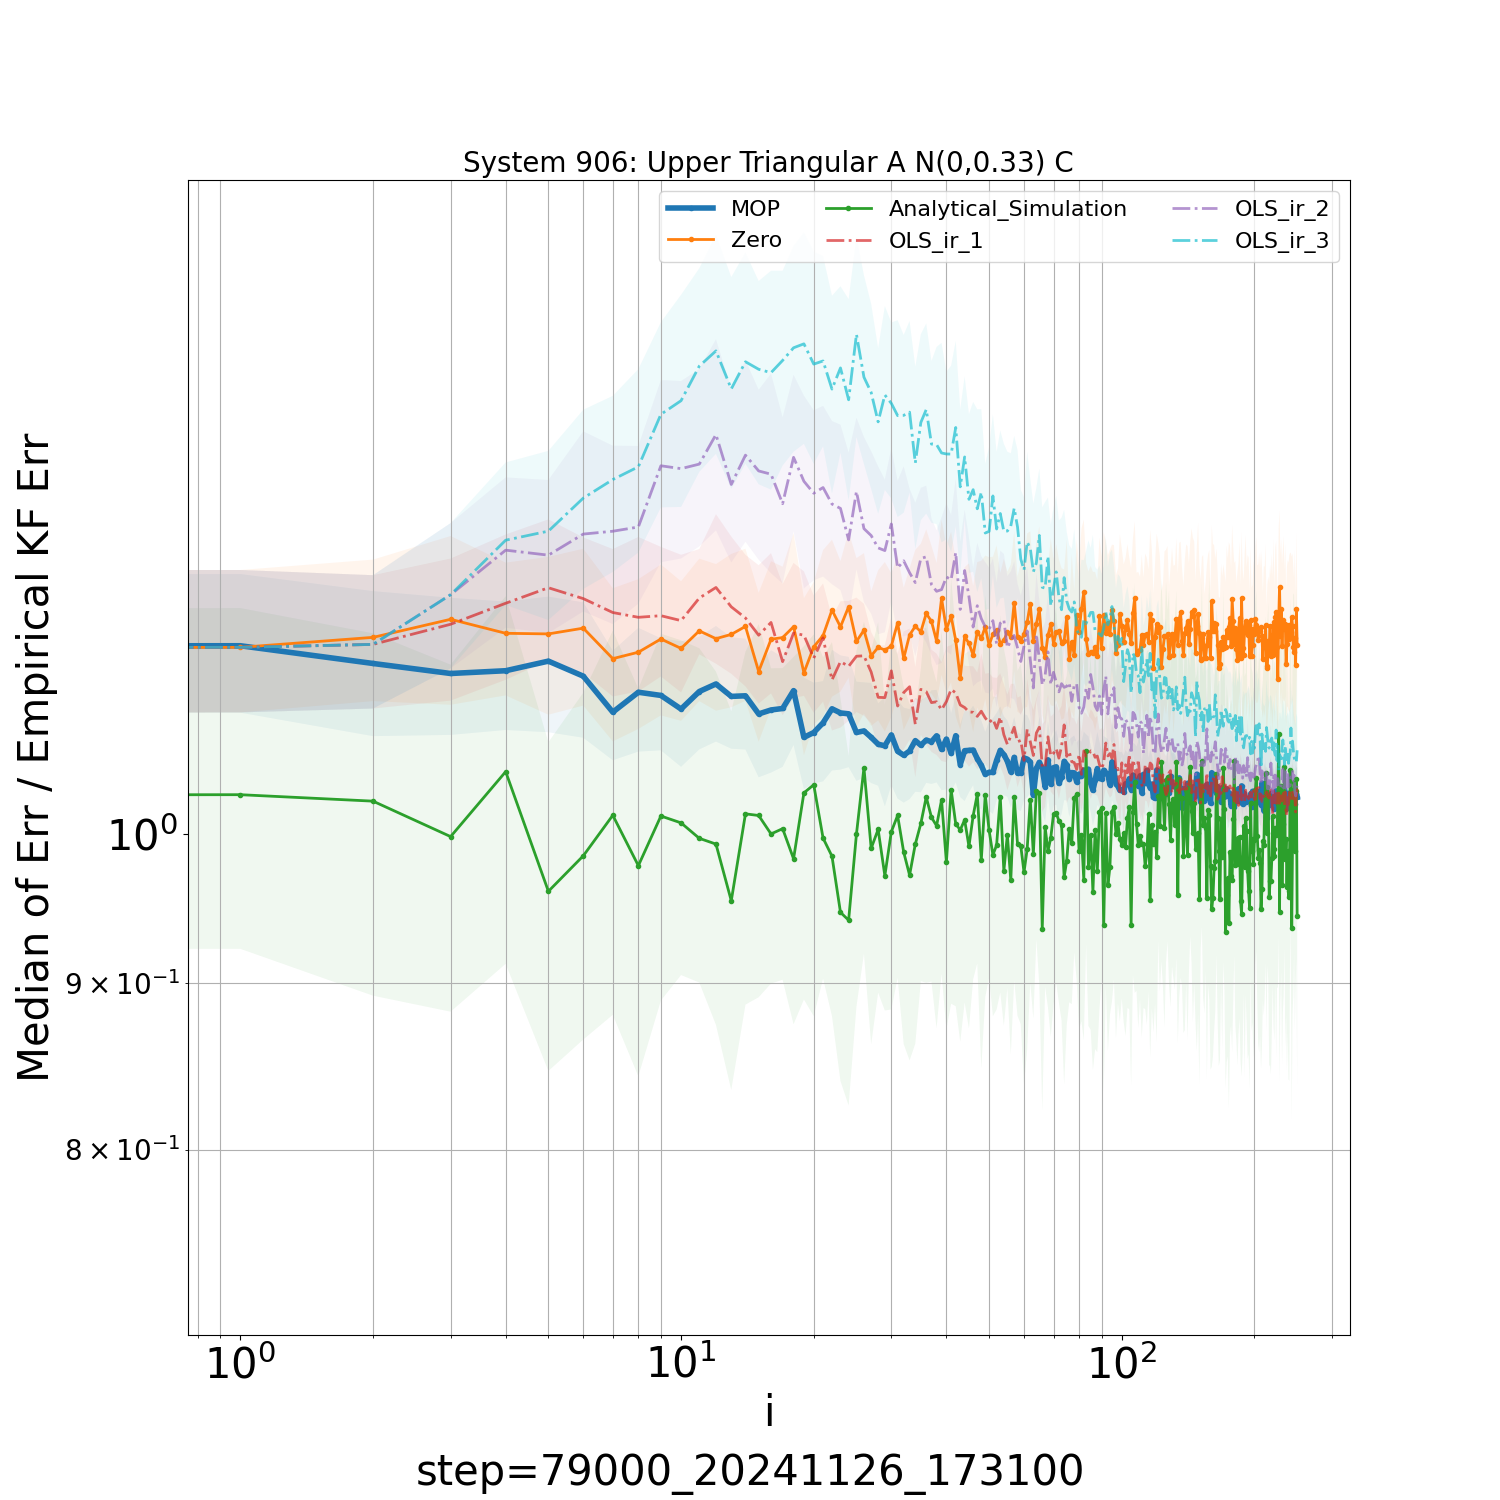 System 906: Upper Triangular A N(0,0.33) C
MOP
Zero
Analytical_Simulation
OLS_ir_1
OLS_ir_2
OLS_ir_3
Median of Err / Empirical KF Err
10⁰
9 × 10⁻¹
8 × 10⁻¹
10⁰ 10¹ 10²
i
step=79000_20241126_173100